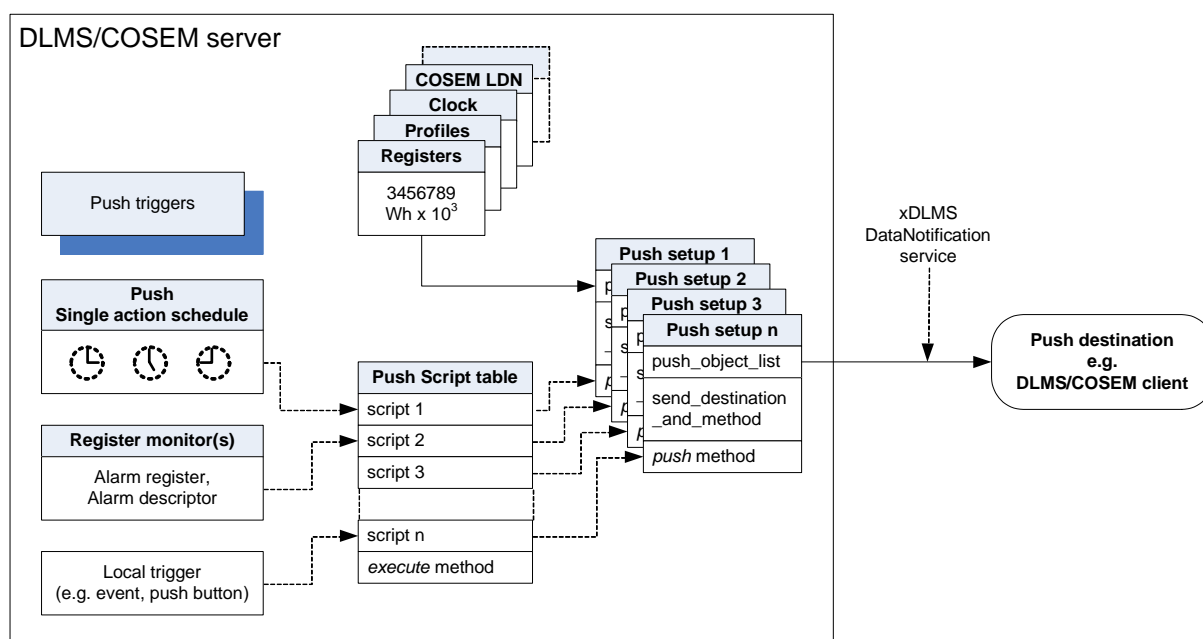 DLMS/COSEM server
COSEM LDN
Clock
Profiles
Registers
3456789
Wh x 10³
Push triggers
Push
Single action schedule
Register monitor(s)
Alarm register,
Alarm descriptor
Local trigger
(e.g. event, push button)
Push Script table
script 1
script 2
script 3
script n
execute method
Push setup 1
p
s
_
p
Push setup 2
p
s
_
p
Push setup 3
p
s
_
p
Push setup n
push_object_list
send_destination
_and_method
push method
xDLMS
DataNotification
service
Push destination
e.g.
DLMS/COSEM client